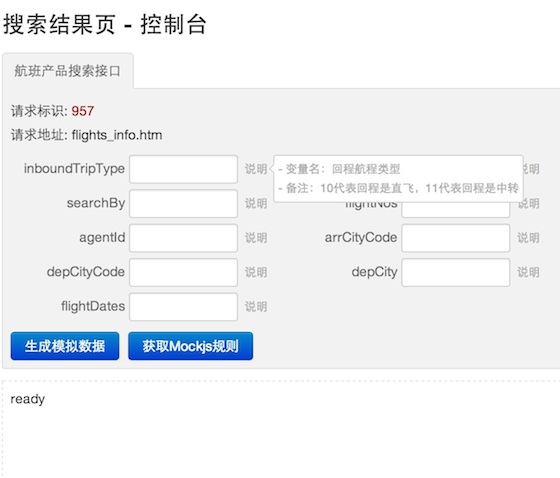 搜索结果页 - 控制台
航班产品搜索接口
请求标识: 957
请求地址: flights_info.htm
inboundTripType 说明 - 变量名：回程航程类型 说明
- 备注：10代表回程是直飞，11代表回程是中转
searchBy 说明 flightNos 说明
agentId 说明 arrCityCode 说明
depCityCode 说明 depCity 说明
flightDates 说明
生成模拟数据 获取Mockjs规则
ready